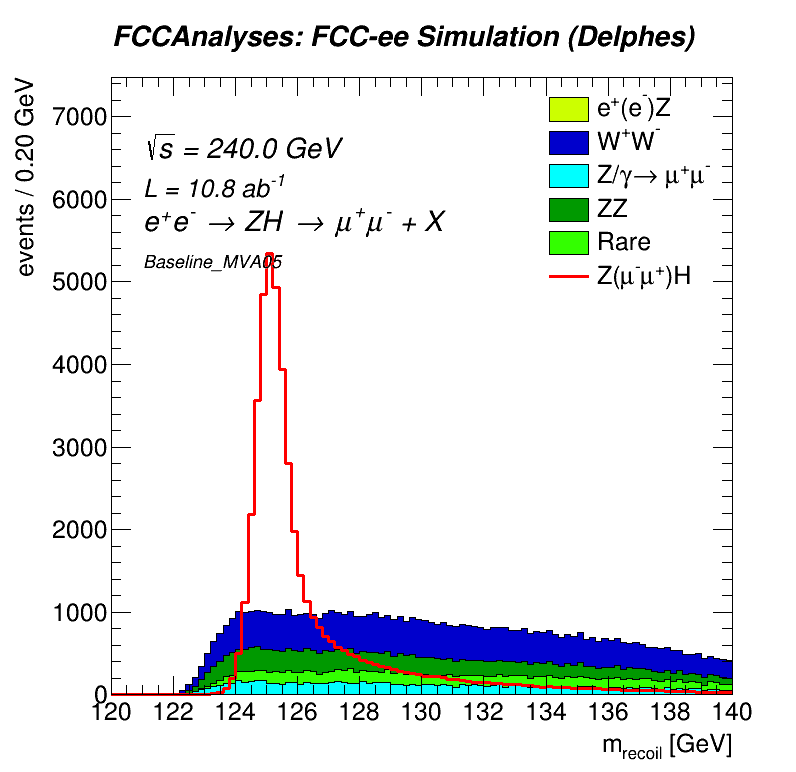 FCCAnalyses: FCC-ee Simulation (Delphes)
events / 0.20 GeV
7000
6000
5000
4000
3000
2000
1000
0
√s = 240.0 GeV
L = 10.8 ab⁻¹
e⁺e⁻ → ZH → μ⁺μ⁻ + X
Baseline_MVA05
e⁺(e⁻)Z
W⁺W⁻
Z/γ→ μ⁺μ⁻
ZZ
Rare
Z(μ⁻μ⁺)H
120 122 124 126 128 130 132 134 136 138 140
m_recoil [GeV]